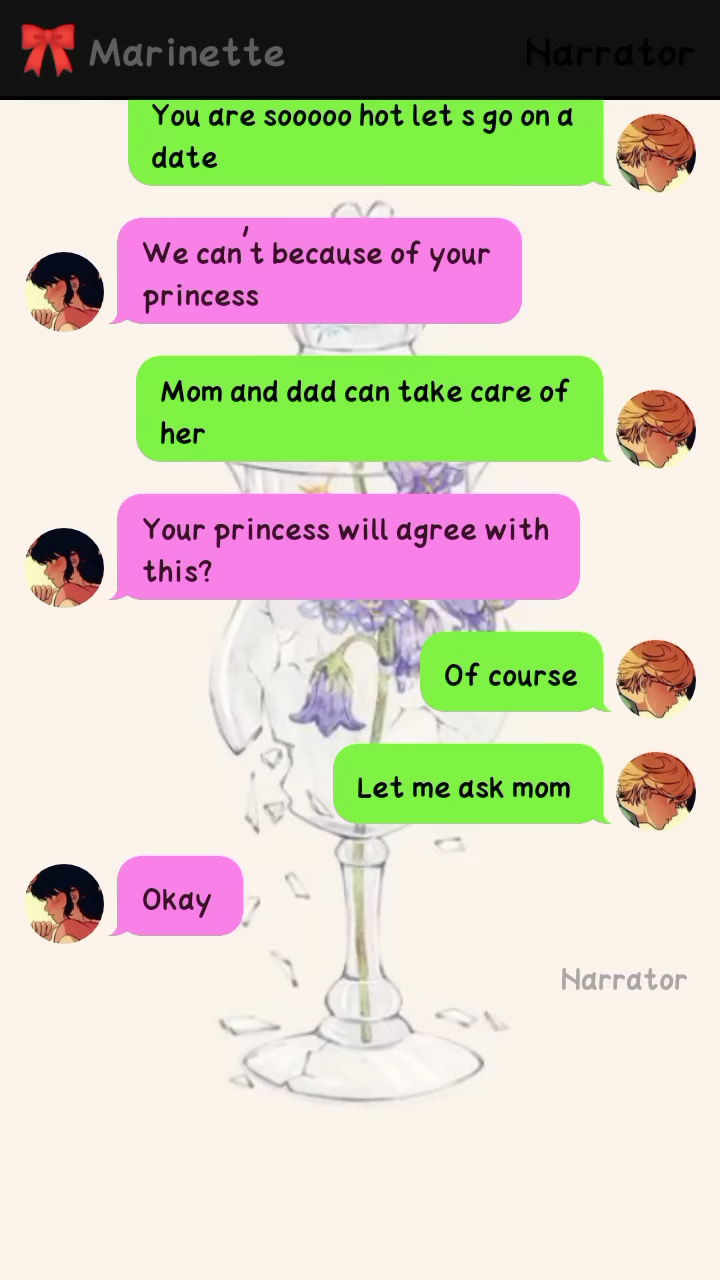 Marinette
Narrator
You are sooooo hot let s go on a
date
We can't because of your
princess
Mom and dad can take care of
her
Your princess will agree with
this?
Of course
Let me ask mom
Okay
Narrator